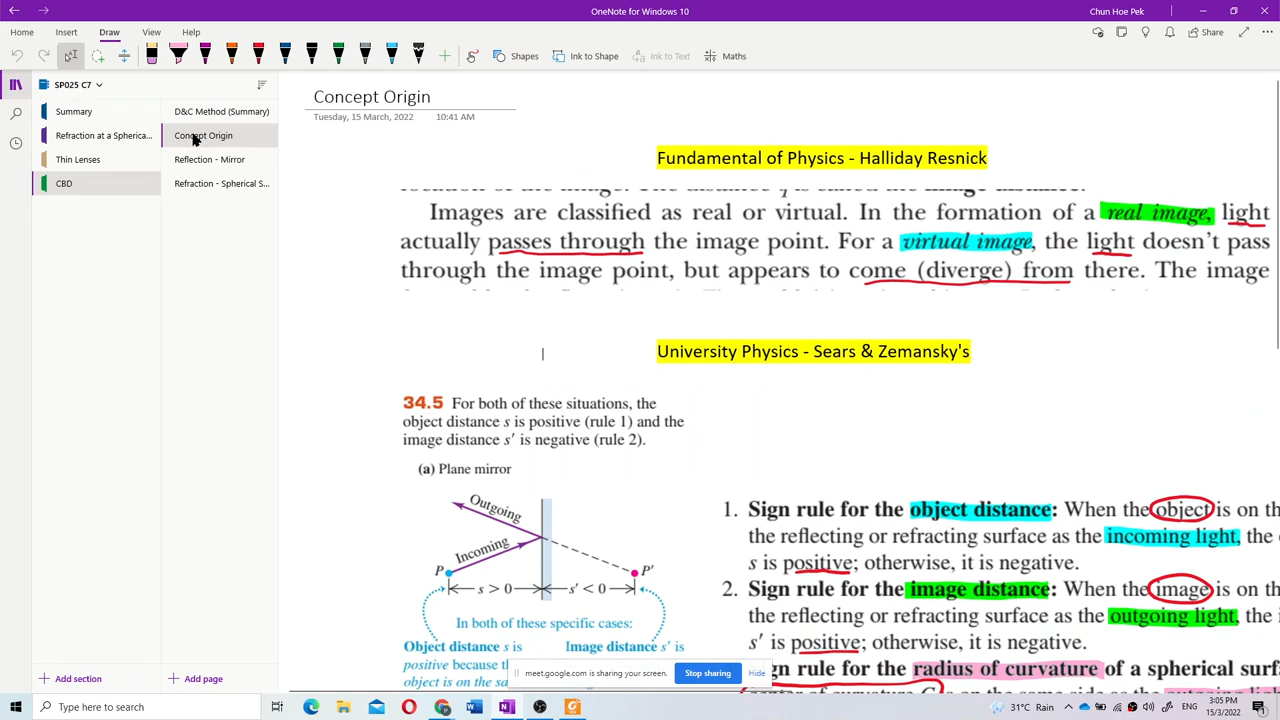 OneNote for Windows 10
Chun Hoe Pek
Home Insert Draw View Help
Share
Shapes Ink to Shape Ink to Text Maths
SP025 C7
Summary
Refraction at a Spherica...
Thin Lenses
CBD
D&C Method (Summary)
Concept Origin
Reflection - Mirror
Refraction - Spherical S...
Concept Origin
Tuesday, 15 March, 2022 10:41 AM
Fundamental of Physics - Halliday Resnick
Images are classified as real or virtual. In the formation of a real image, light
actually passes through the image point. For a virtual image, the light doesn't pass
through the image point, but appears to come (diverge) from there. The image
University Physics - Sears & Zemansky's
34.5 For both of these situations, the
object distance s is positive (rule 1) and the
image distance s′ is negative (rule 2).
(a) Plane mirror
Outgoing
Incoming
P
P′
s > 0
s′ < 0
In both of these specific cases:
Object distance s is
positive because th
object is on the sa
Image distance s′ is
1. Sign rule for the object distance: When the object is on th
the reflecting or refracting surface as the incoming light, the
s is positive; otherwise, it is negative.
2. Sign rule for the image distance: When the image is on th
the reflecting or refracting surface as the outgoing light, the i
s′ is positive; otherwise, it is negative.
gn rule for the radius of curvature of a spherical surf
meet.google.com is sharing your screen.
Stop sharing
Hide
Add section
Add page
Type here to search
31°C Rain
ENG
3:05 PM
15/3/2022